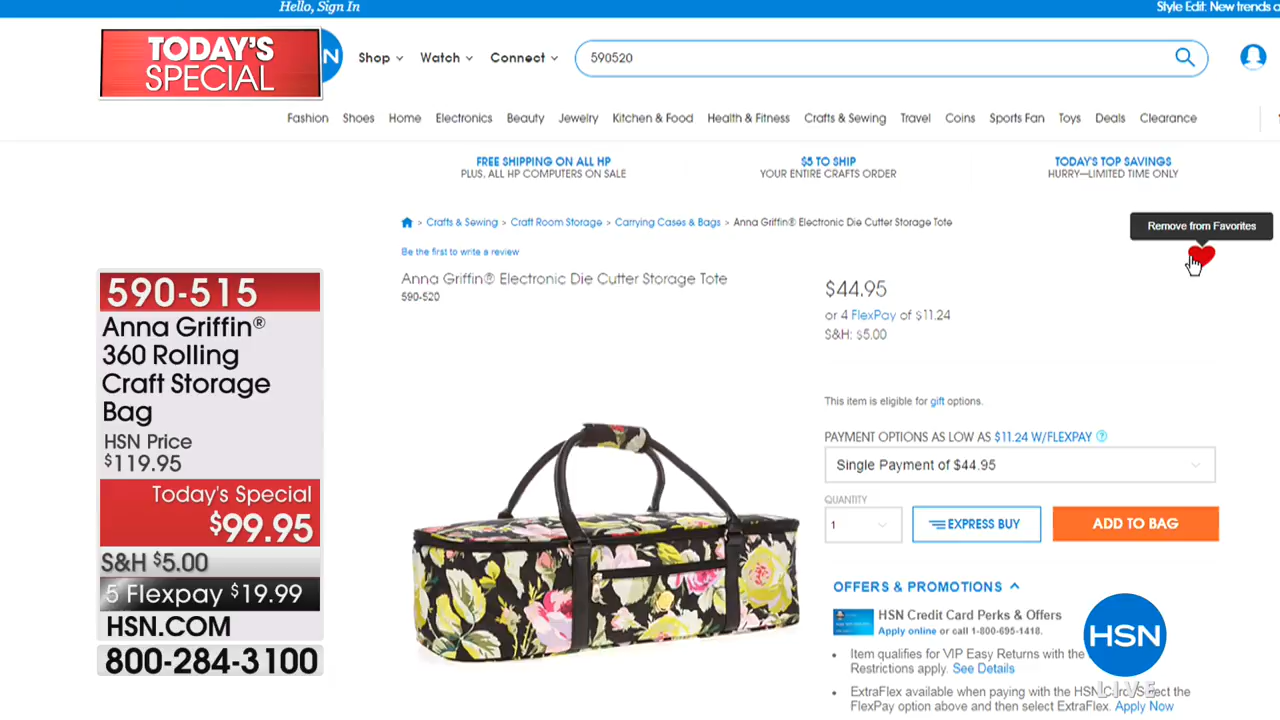 Hello, Sign In
Style Edit: New trends
TODAY'S
SPECIAL
N
Shop
Watch
Connect
590520
Fashion
Shoes
Home
Electronics
Beauty
Jewelry
Kitchen & Food
Health & Fitness
Crafts & Sewing
Travel
Coins
Sports Fan
Toys
Deals
Clearance
FREE SHIPPING ON ALL HP
PLUS, ALL HP COMPUTERS ON SALE
$5 TO SHIP
YOUR ENTIRE CRAFTS ORDER
TODAY'S TOP SAVINGS
HURRY—LIMITED TIME ONLY
> Crafts & Sewing > Craft Room Storage > Carrying Cases & Bags > Anna Griffin® Electronic Die Cutter Storage Tote
Remove from Favorites
Be the first to write a review
Anna Griffin® Electronic Die Cutter Storage Tote
590-520
$44.95
or 4 FlexPay of $11.24
S&H: $5.00
This item is eligible for gift options.
PAYMENT OPTIONS AS LOW AS $11.24 W/FLEXPAY ?
Single Payment of $44.95
QUANTITY
1
EXPRESS BUY
ADD TO BAG
OFFERS & PROMOTIONS
HSN Credit Card Perks & Offers
Apply online or call 1-800-695-1418.
• Item qualifies for VIP Easy Returns with the
Restrictions apply. See Details
• ExtraFlex available when paying with the HSN Card. Select the
FlexPay option above and then select ExtraFlex. Apply Now
590-515
Anna Griffin®
360 Rolling
Craft Storage
Bag
HSN Price
$119.95
Today's Special
$99.95
S&H $5.00
5 Flexpay $19.99
HSN.COM
800-284-3100
HSN
LIVE